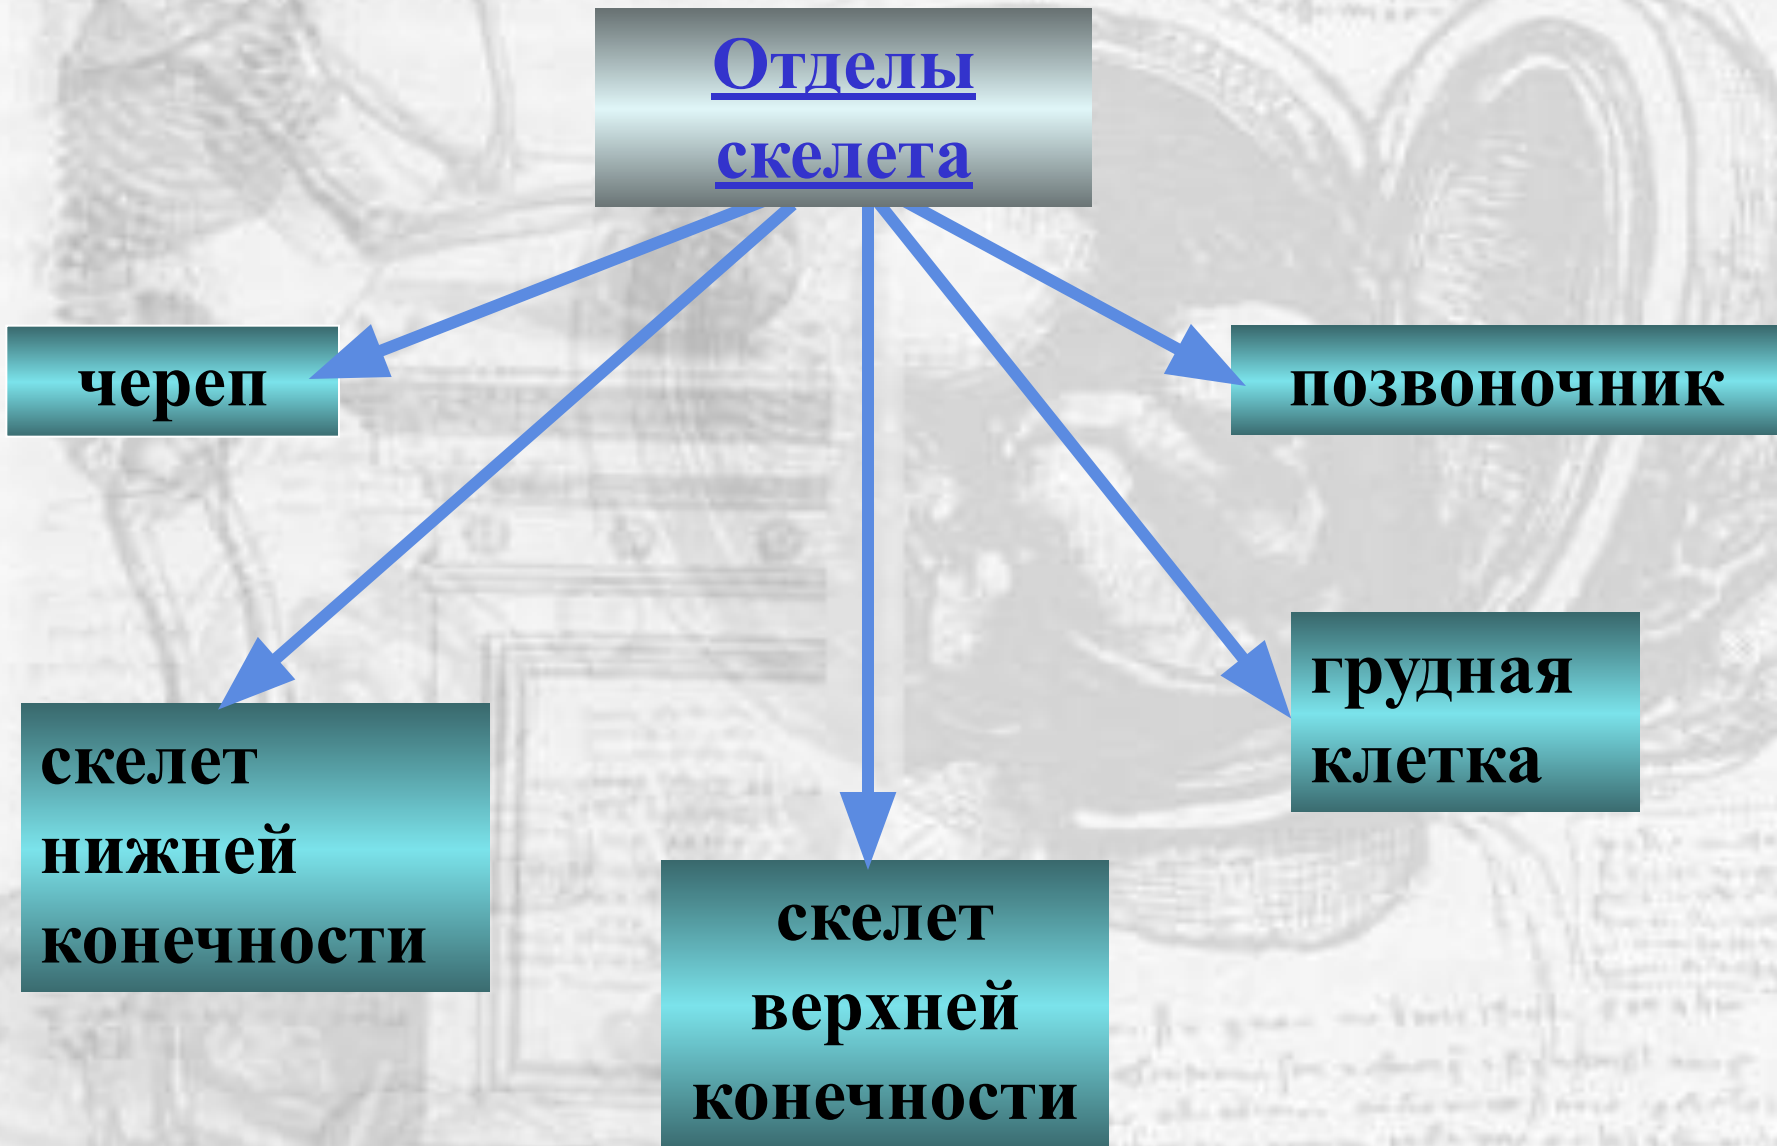 Отделы
скелета
череп
позвоночник
скелет
нижней
конечности
скелет
верхней
конечности
грудная
клетка